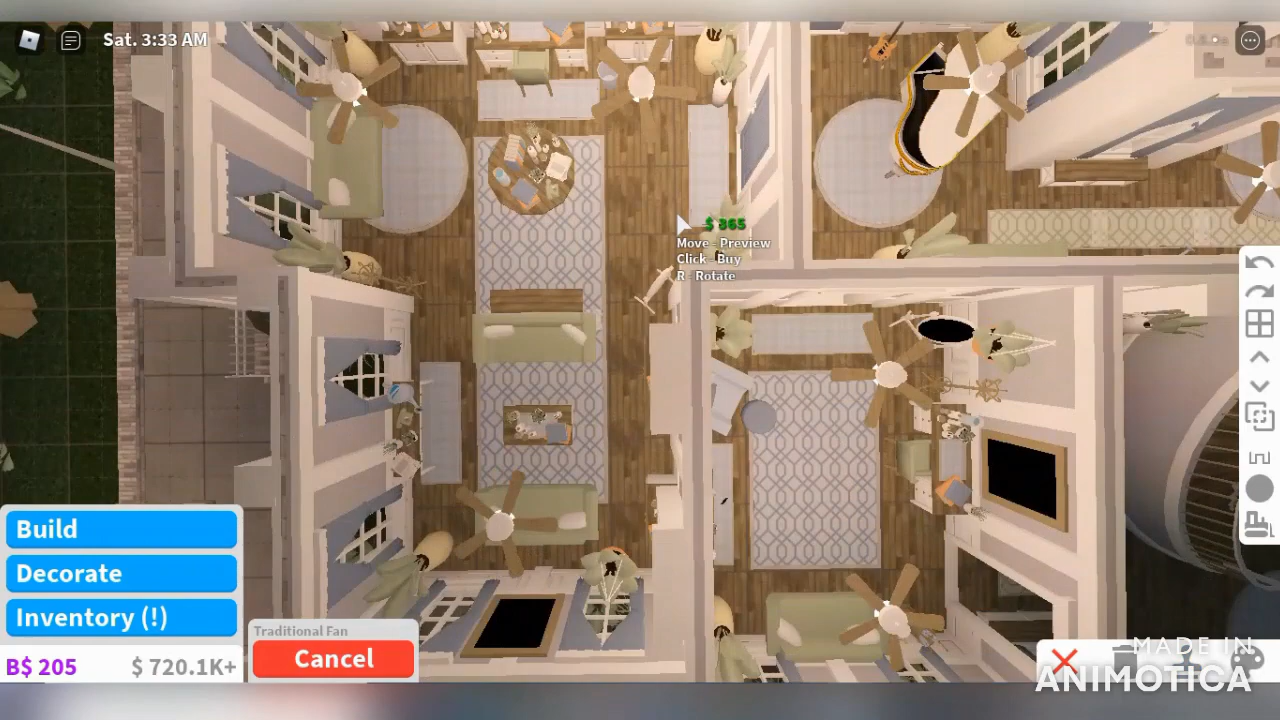 Sat. 3:33 AM
$ 365
Move - Preview
Click - Buy
R - Rotate
Build
Decorate
Inventory (!)
B$ 205
$ 720.1K+
Traditional Fan
Cancel
MADE IN
ANIMOTICA